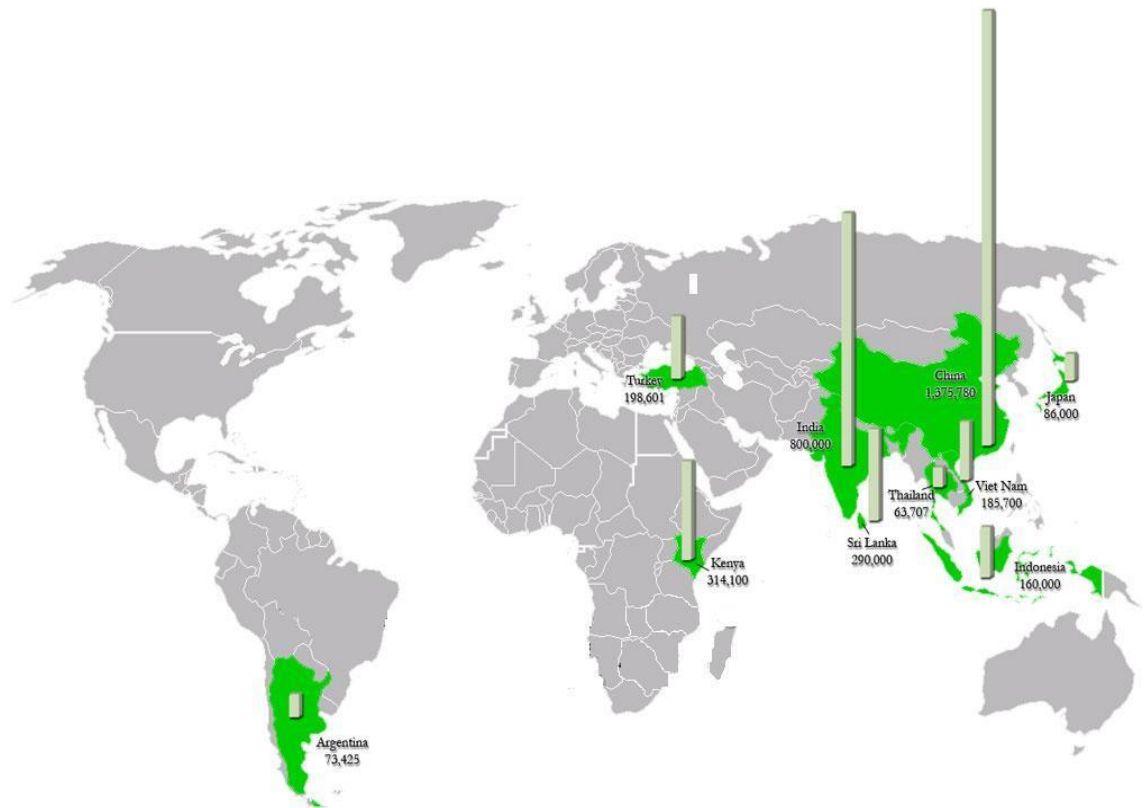 Turkey
198,601
China
1,375,780
Japan
86,000
India
800,000
Thailand
63,707
Viet Nam
185,700
Sri Lanka
290,000
Kenya
314,100
Indonesia
160,000
Argentina
73,425